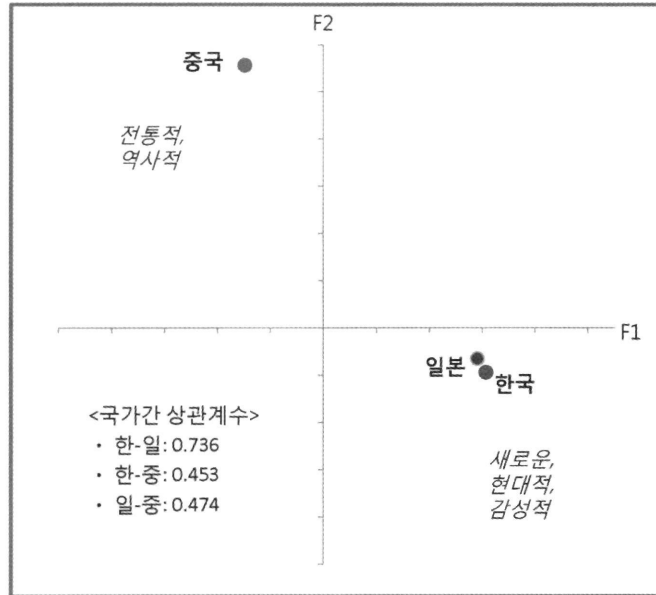 F2
중국
전통적,
역사적
F1
일본
한국
<국가간 상관계수>
• 한-일: 0.736
• 한-중: 0.453
• 일-중: 0.474
새로운,
현대적,
감성적